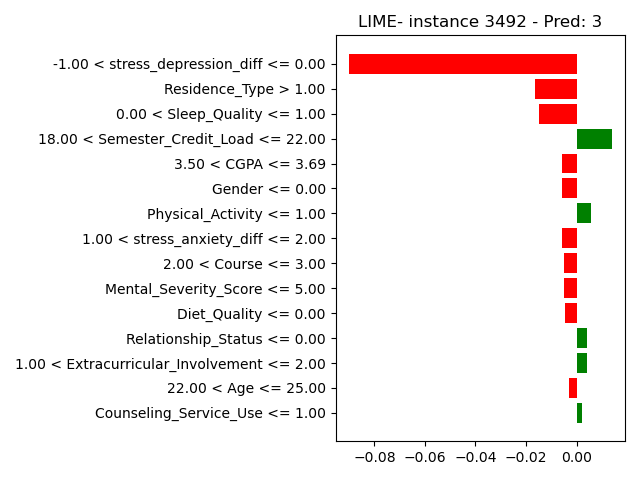 LIME- instance 3492 - Pred: 3
-1.00 < stress_depression_diff <= 0.00
Residence_Type > 1.00
0.00 < Sleep_Quality <= 1.00
18.00 < Semester_Credit_Load <= 22.00
3.50 < CGPA <= 3.69
Gender <= 0.00
Physical_Activity <= 1.00
1.00 < stress_anxiety_diff <= 2.00
2.00 < Course <= 3.00
Mental_Severity_Score <= 5.00
Diet_Quality <= 0.00
Relationship_Status <= 0.00
1.00 < Extracurricular_Involvement <= 2.00
22.00 < Age <= 25.00
Counseling_Service_Use <= 1.00
−0.08 −0.06 −0.04 −0.02 0.00